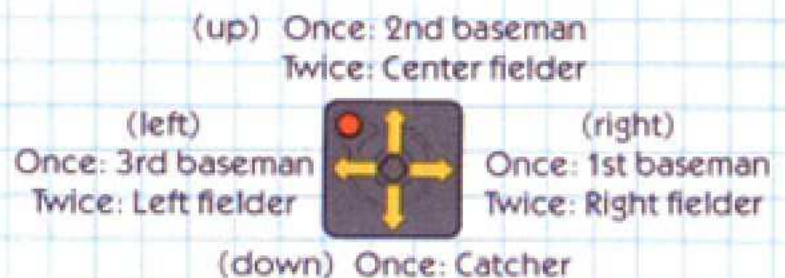 (up) Once: 2nd baseman
Twice: Center fielder
(left)
Once: 3rd baseman
Twice: Left fielder
(right)
Once: 1st baseman
Twice: Right fielder
(down) Once: Catcher